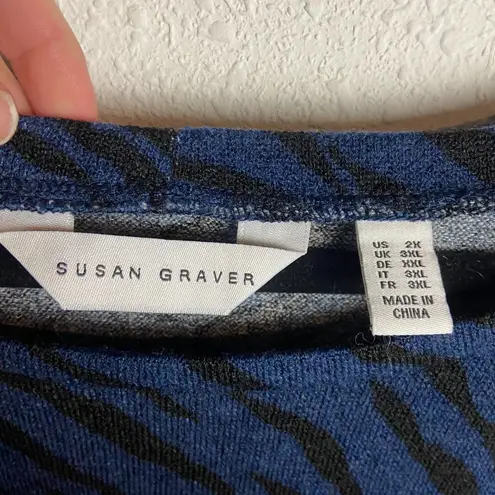 SUSAN GRAVER
US 2X
UK 3XL
DE XXL
IT 3XL
FR 3XL
MADE IN
CHINA